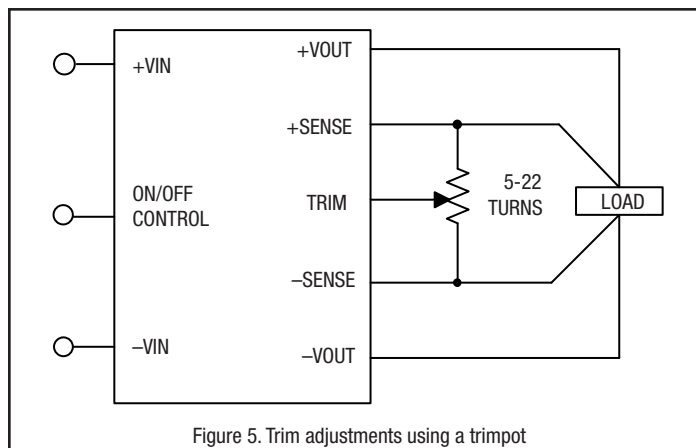 +VOUT
+VIN
+SENSE
5-22
TURNS
ON/OFF
CONTROL
TRIM
LOAD
–SENSE
–VIN
–VOUT
Figure 5. Trim adjustments using a trimpot